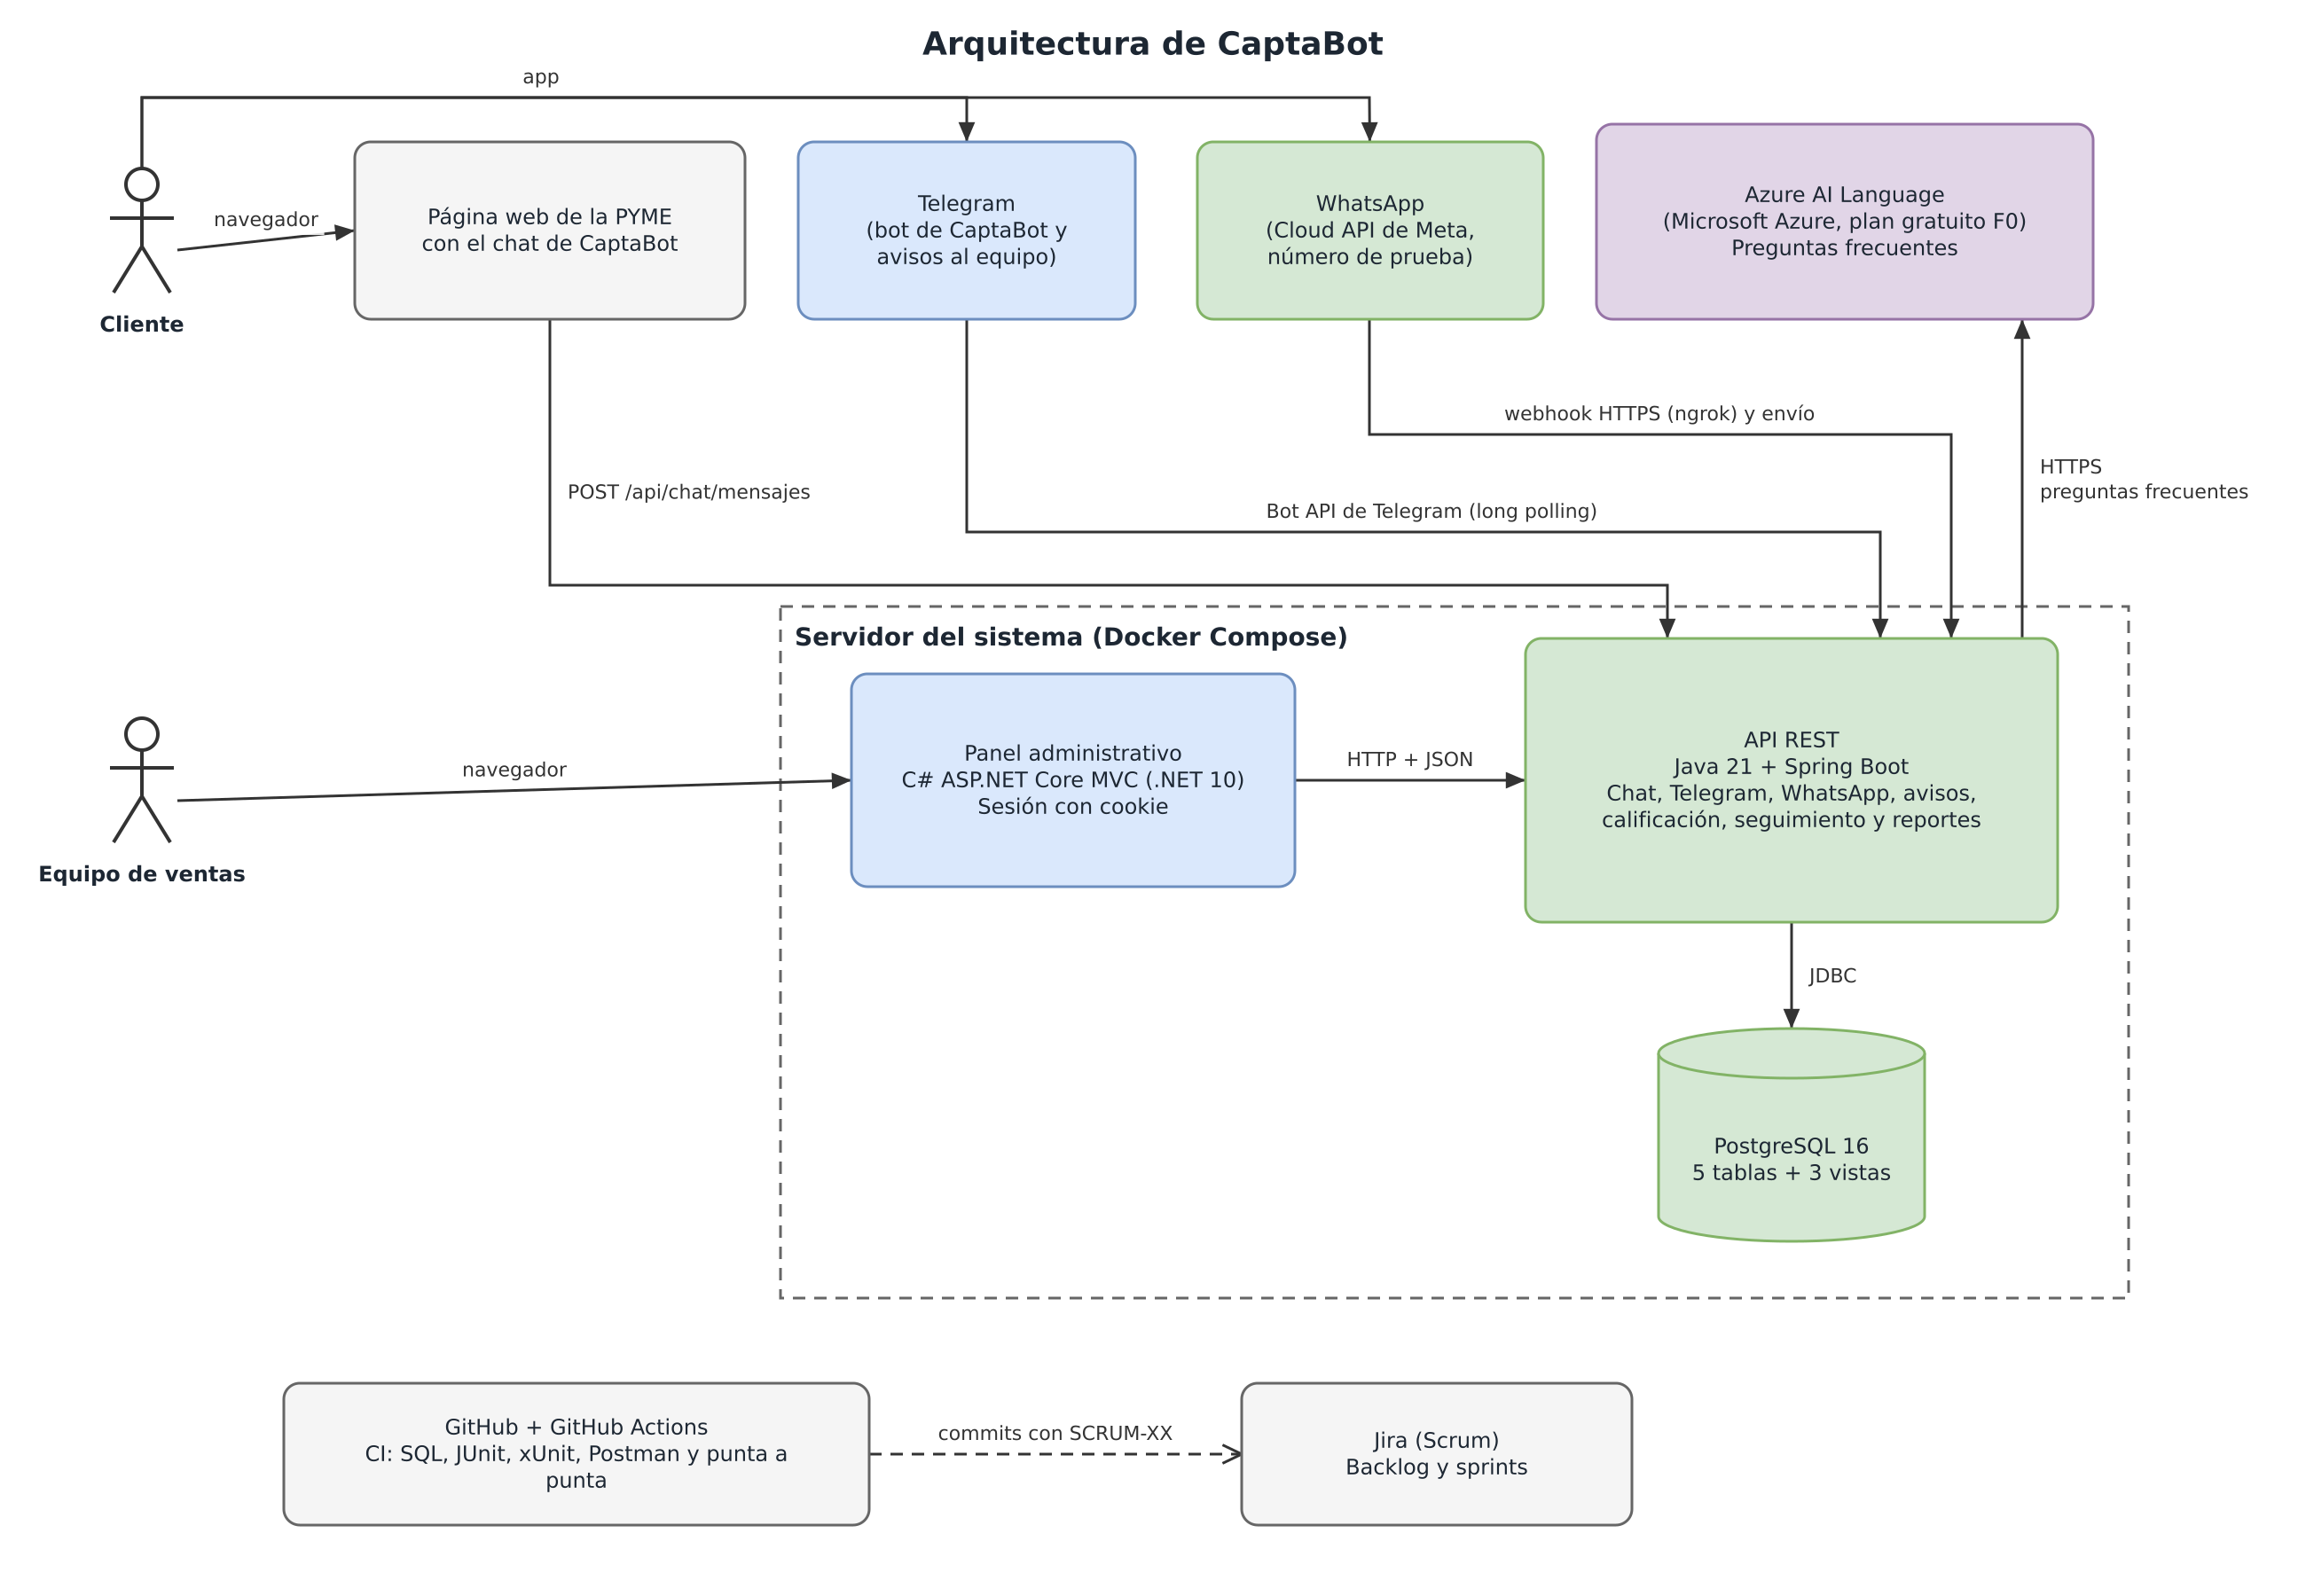 Arquitectura de CaptaBot
app
navegador
Cliente
Página web de la PYME
con el chat de CaptaBot
Telegram
(bot de CaptaBot y
avisos al equipo)
WhatsApp
(Cloud API de Meta,
número de prueba)
Azure AI Language
(Microsoft Azure, plan gratuito F0)
Preguntas frecuentes
webhook HTTPS (ngrok) y envío
HTTPS
preguntas frecuentes
POST /api/chat/mensajes
Bot API de Telegram (long polling)
Servidor del sistema (Docker Compose)
navegador
Equipo de ventas
Panel administrativo
C# ASP.NET Core MVC (.NET 10)
Sesión con cookie
HTTP + JSON
API REST
Java 21 + Spring Boot
Chat, Telegram, WhatsApp, avisos,
calificación, seguimiento y reportes
JDBC
PostgreSQL 16
5 tablas + 3 vistas
GitHub + GitHub Actions
CI: SQL, JUnit, xUnit, Postman y punta a
punta
commits con SCRUM-XX
Jira (Scrum)
Backlog y sprints